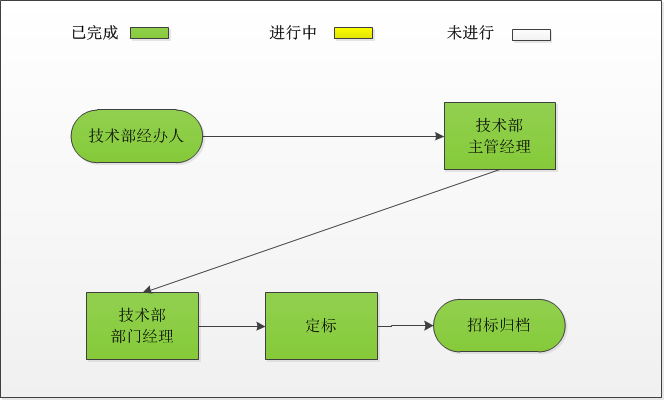 已完成
进行中
未进行
技术部经办人
技术部
主管经理
技术部
部门经理
定标
招标归档